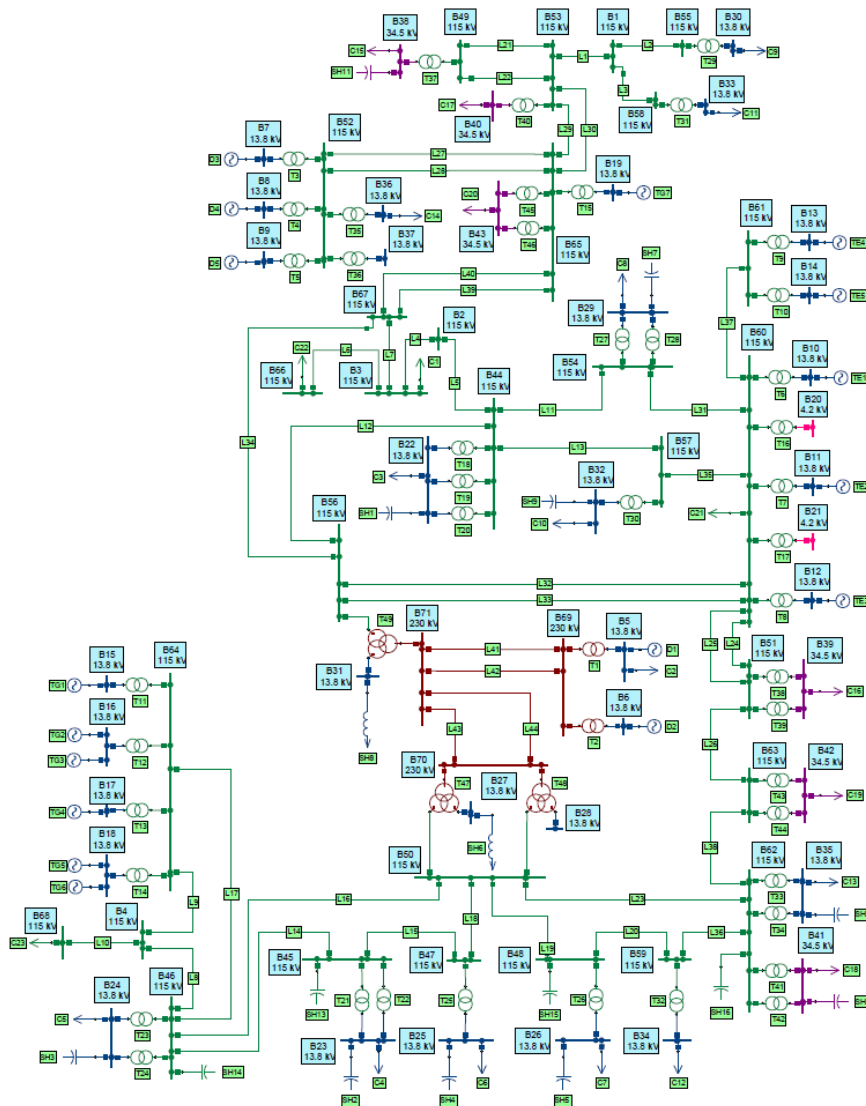 B38
34.5 kV
B49
115 kV
B53
115 kV
B1
115 kV
B55
115 kV
B30
13.8 kV
C15
L21
L1
L2
C9
SH11
T37
L22
L3
T29
B33
13.8 kV
C17
T40
B40
34.5 kV
L29
L30
B58
115 kV
T31
C11
B7
13.8 kV
B52
115 kV
D3
T3
L27
L28
B19
13.8 kV
B8
13.8 kV
B36
13.8 kV
C20
T45
T15
TG7
D4
T4
T35
C14
B43
34.5 kV
T46
B61
115 kV
B13
13.8 kV
B9
13.8 kV
B37
13.8 kV
B65
115 kV
T9
TE4
D5
T5
T36
C8
SH7
B14
13.8 kV
L40
L39
B67
115 kV
B2
115 kV
B29
13.8 kV
T10
TE5
L37
C22
L6
L7
L4
C1
T27
T28
B60
115 kV
B66
115 kV
B3
115 kV
L5
B44
115 kV
B54
115 kV
B10
13.8 kV
T6
TE1
L11
L31
B20
4.2 kV
L34
L12
T16
B22
13.8 kV
T18
L13
B57
115 kV
B11
13.8 kV
C3
T19
B32
13.8 kV
L35
T7
TE2
SH1
T20
SH9
C10
T30
C21
B21
4.2 kV
B56
115 kV
T17
B12
13.8 kV
L32
L33
T8
TE3
T49
B71
230 kV
B69
230 kV
B5
13.8 kV
L25
L24
B51
115 kV
B39
34.5 kV
B15
13.8 kV
B64
115 kV
B31
13.8 kV
L41
T1
D1
C2
TG1
T11
L42
B6
13.8 kV
T38
C16
B16
13.8 kV
T39
TG2
TG3
T12
SH8
L43
L44
T2
D2
L26
B63
115 kV
B42
34.5 kV
B70
230 kV
T47
B27
13.8 kV
T48
B17
13.8 kV
T43
C19
TG4
T13
B28
13.8 kV
T44
B18
13.8 kV
SH6
L38
TG5
TG6
T14
B50
115 kV
B62
115 kV
B35
13.8 kV
L9
L17
L16
L23
T33
C13
B68
115 kV
B4
115 kV
T34
C23
L10
L14
L15
L18
L19
L20
L36
B41
34.5 kV
L8
B45
115 kV
B47
115 kV
B48
115 kV
B59
115 kV
B24
13.8 kV
B46
115 kV
T41
C18
SH13
T21
T22
T25
SH15
T26
T32
SH16
T42
C5
T23
SH3
T24
SH14
B23
13.8 kV
B25
13.8 kV
B26
13.8 kV
B34
13.8 kV
SH2
C4
SH4
C6
SH5
C7
C12